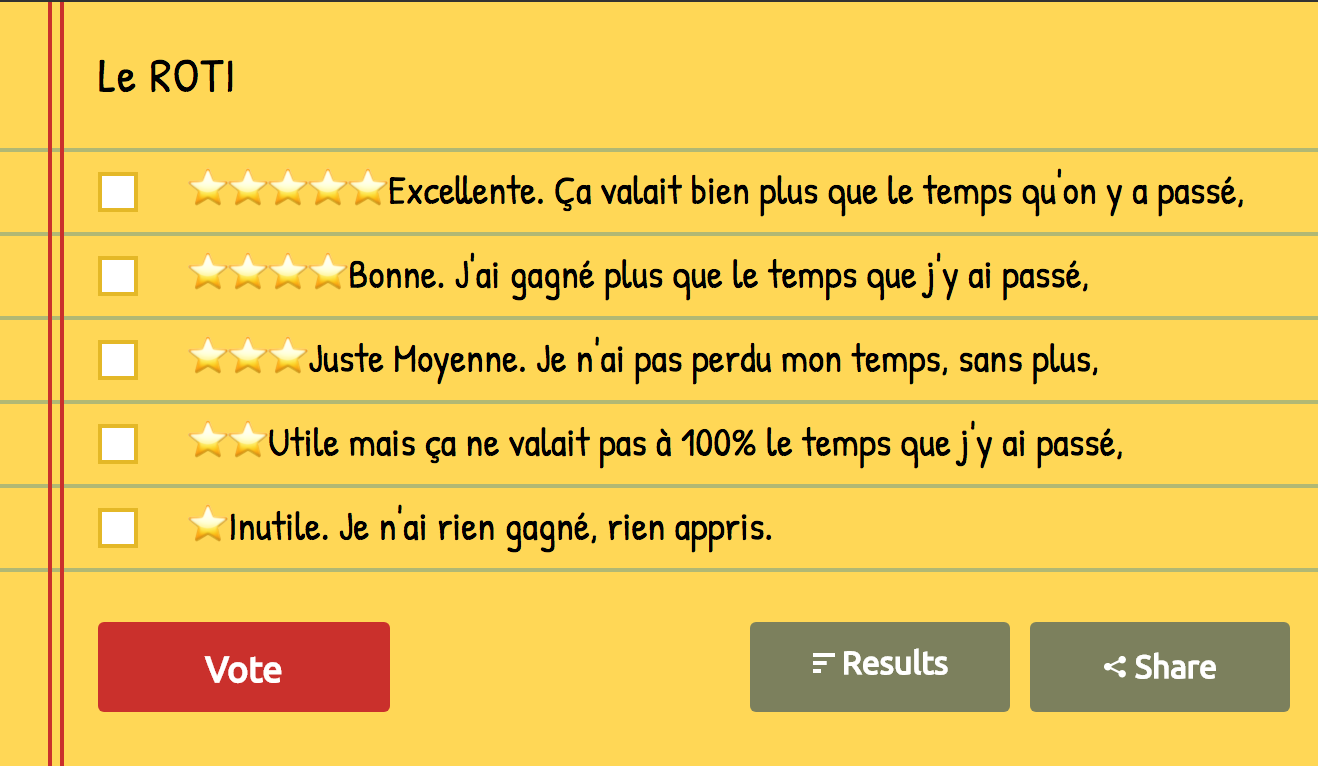 Le ROTI
⭐⭐⭐⭐⭐Excellente. Ça valait bien plus que le temps qu'on y a passé,
⭐⭐⭐⭐Bonne. J'ai gagné plus que le temps que j'y ai passé,
⭐⭐⭐Juste Moyenne. Je n'ai pas perdu mon temps, sans plus,
⭐⭐Utile mais ça ne valait pas à 100% le temps que j'y ai passé,
⭐Inutile. Je n'ai rien gagné, rien appris.
Vote
Results
Share